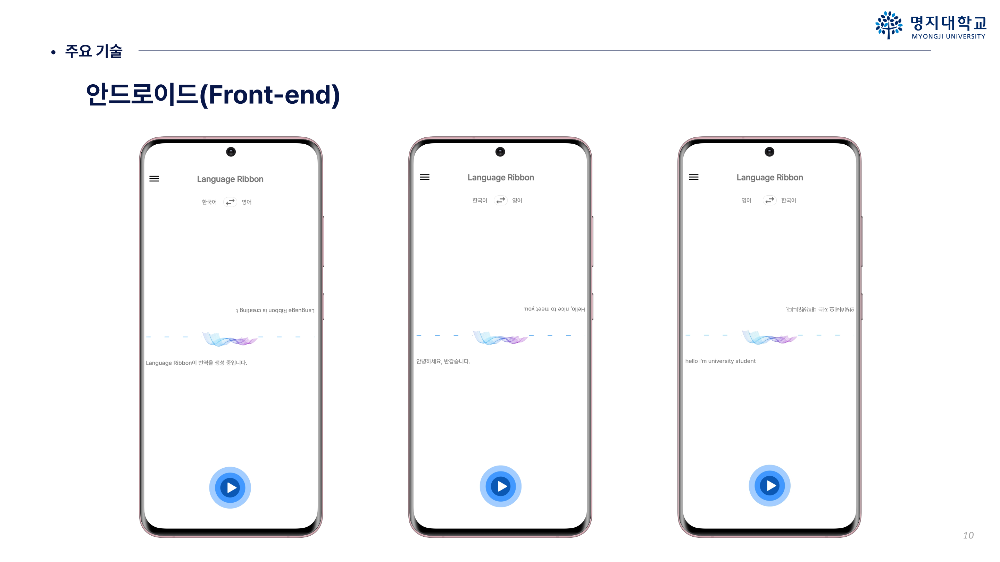 명지대학교
MYONGJI UNIVERSITY
• 주요 기술
안드로이드(Front-end)
Language Ribbon
한국어 영어
Language Ribbon is creating t
Language Ribbon이 번역을 생성 중입니다.
Language Ribbon
한국어 영어
Hello, nice to meet you.
안녕하세요, 반갑습니다.
Language Ribbon
영어 한국어
안녕하세요 저는 대학생입니다.
hello i'm university student
10